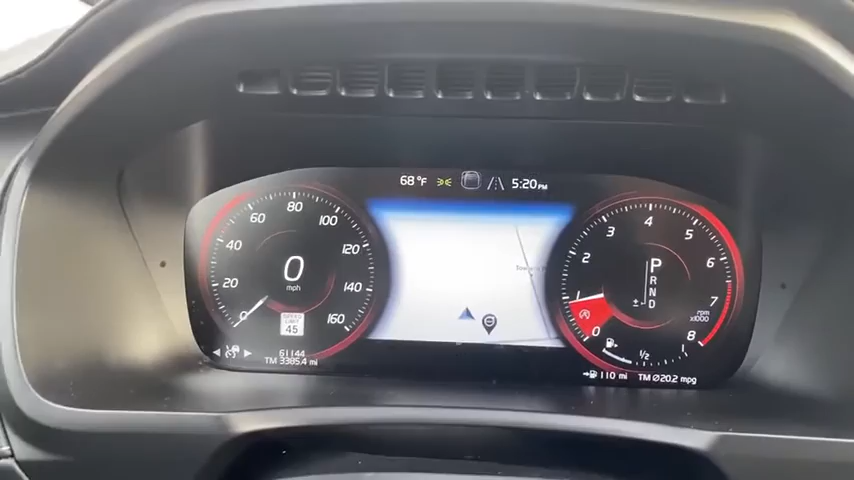 68 °F
5:20PM
0 20 40 60 80 100 120 140 160
0
mph
SPEED LIMIT
45
61144
TM 3385.4 mi
0 1 2 3 4 5 6 7 8
P
R
N
D
+
-
rpm
x1000
A
½ 1
110 mi
TM Ø20.2 mpg